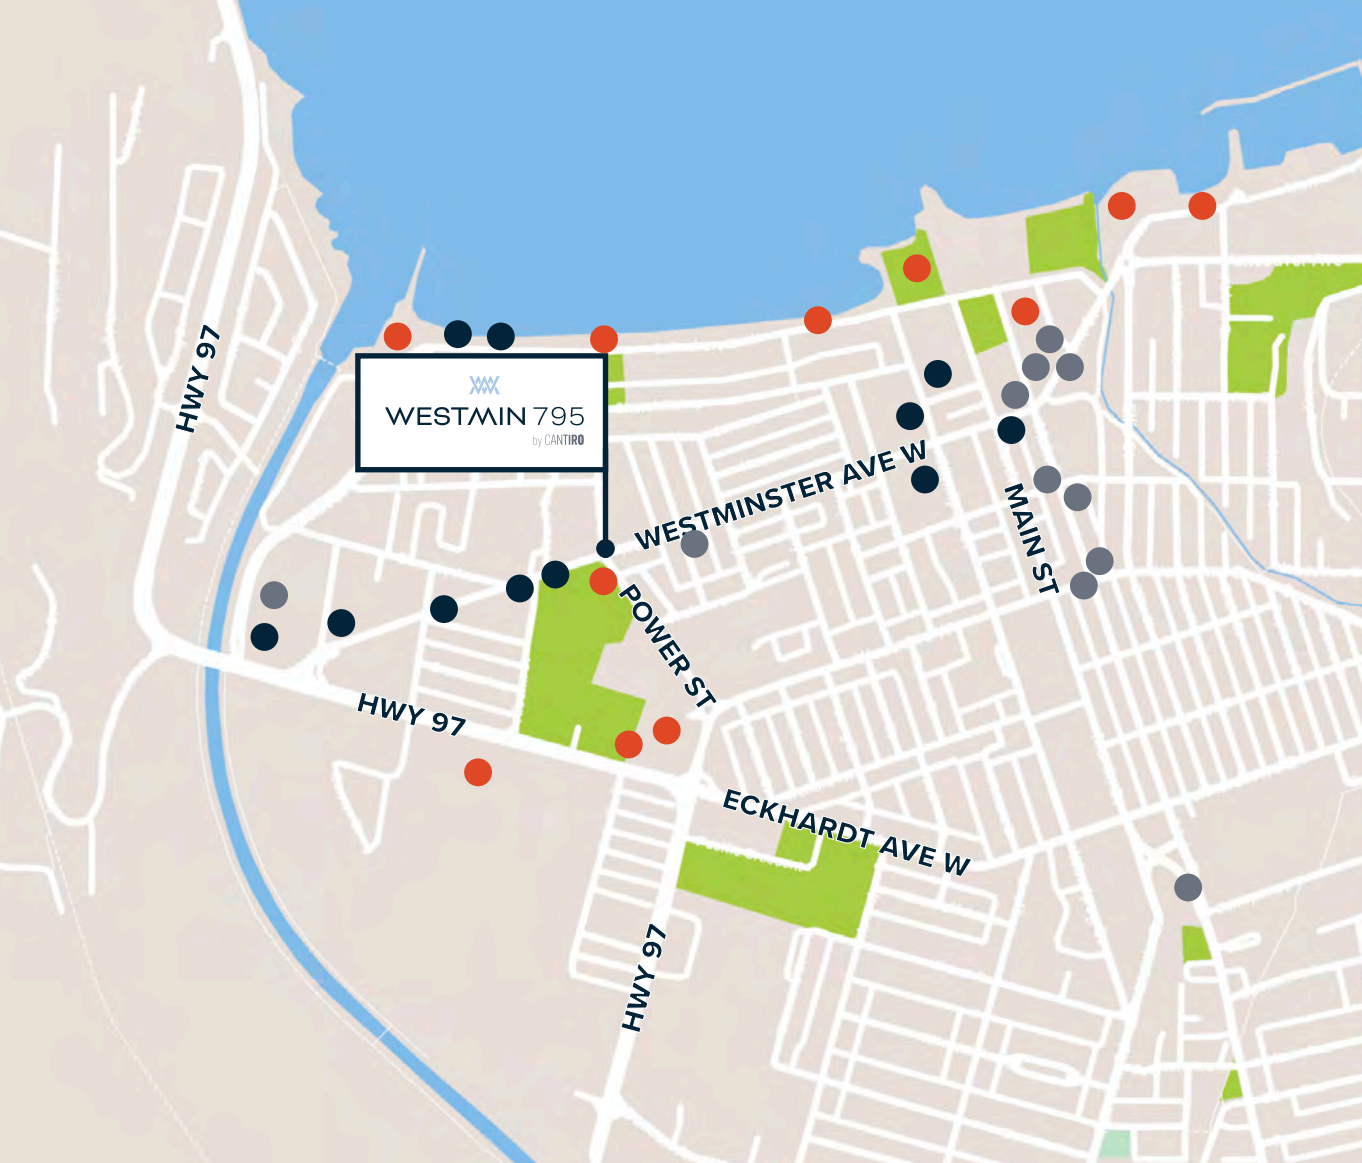 HWY 97
WESTMIN 795
by CANTIRO
WESTMINSTER AVE W
MAIN ST
POWER ST
HWY 97
ECKHARDT AVE W
HWY 97